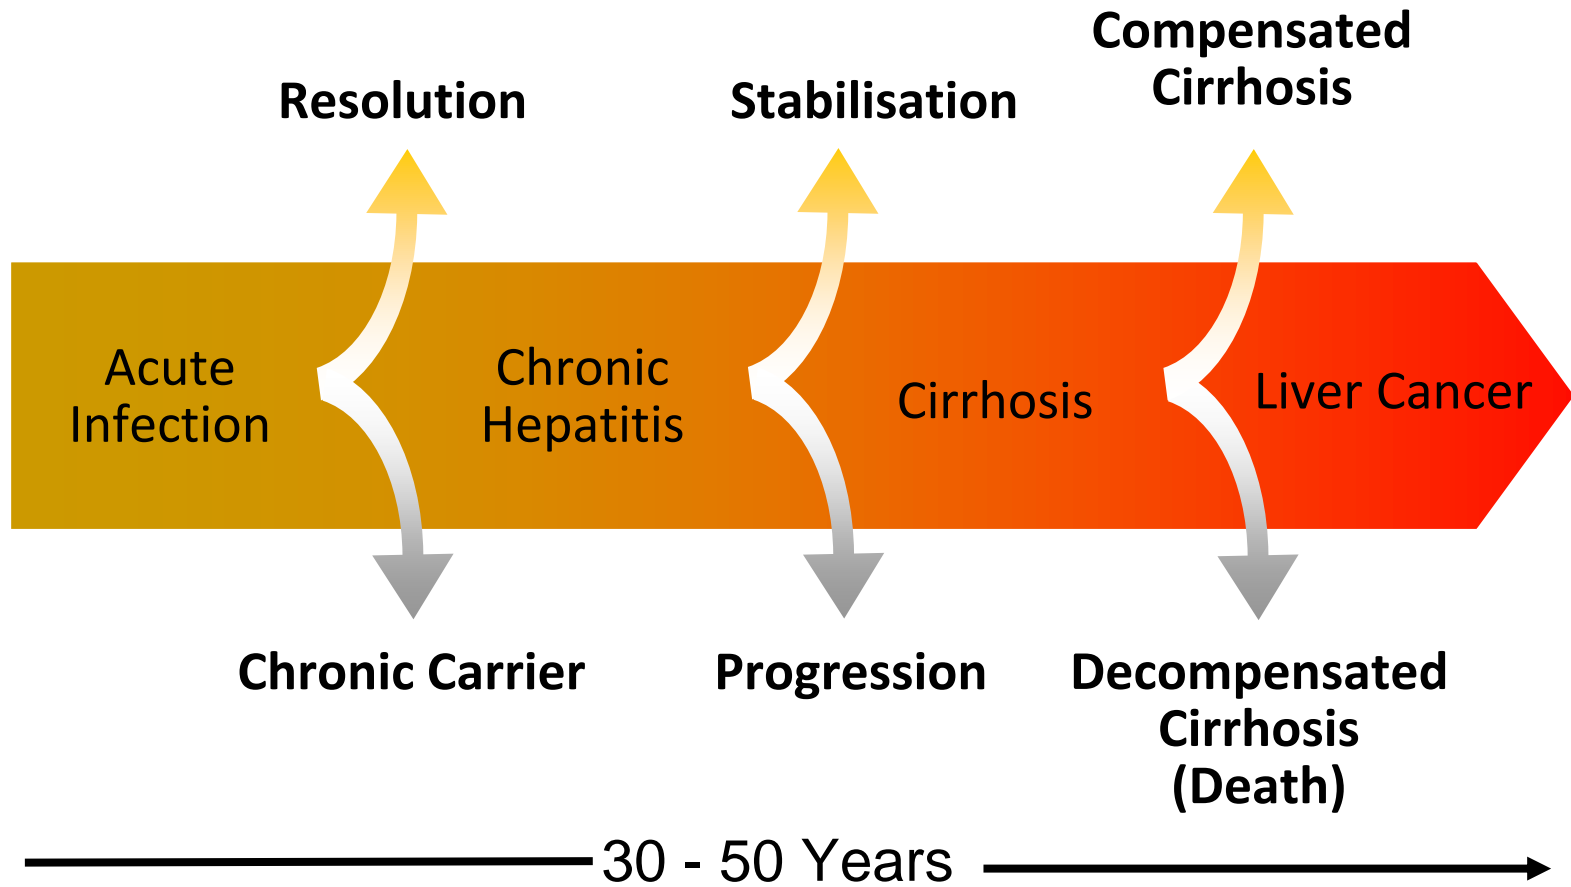 Resolution
Stabilisation
Compensated
Cirrhosis
Acute
Infection
Chronic
Hepatitis
Cirrhosis
Liver Cancer
Chronic Carrier
Progression
Decompensated
Cirrhosis
(Death)
30 - 50 Years